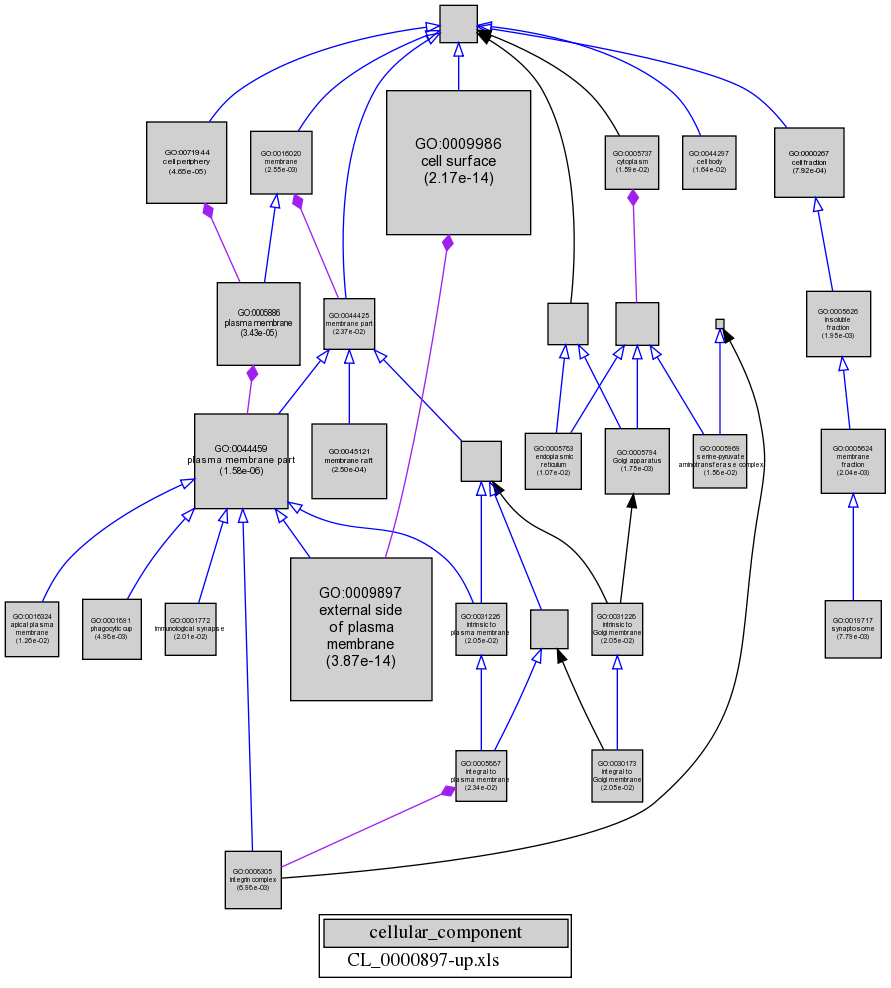 GO:0009986
cell surface
(2.17e-14)
GO:0071944
cell periphery
(4.65e-05)
GO:0016020
membrane
(2.55e-03)
GO:0005737
cytoplasm
(1.59e-02)
GO:0044297
cell body
(1.64e-02)
GO:0000267
cell fraction
(7.92e-04)
GO:0005886
plasma membrane
(3.43e-05)
GO:0044425
membrane part
(2.37e-02)
GO:0005626
insoluble
fraction
(1.95e-03)
GO:0044459
plasma membrane part
(1.58e-06)
GO:0045121
membrane raft
(2.50e-04)
GO:0005783
endoplasmic
reticulum
(1.07e-02)
GO:0005794
Golgi apparatus
(1.75e-03)
GO:0005969
serine-pyruvate
aminotransferase complex
(1.56e-02)
GO:0005624
membrane
fraction
(2.04e-03)
GO:0016324
apical plasma
membrane
(1.26e-02)
GO:0001891
phagocytic cup
(4.96e-03)
GO:0001772
immunological synapse
(2.01e-02)
GO:0009897
external side
of plasma
membrane
(3.87e-14)
GO:0031226
intrinsic to
plasma membrane
(2.05e-02)
GO:0031228
intrinsic to
Golgi membrane
(2.05e-02)
GO:0019717
synaptosome
(7.79e-03)
GO:0005887
integral to
plasma membrane
(2.34e-02)
GO:0030173
integral to
Golgi membrane
(2.05e-02)
GO:0008305
integrin complex
(6.98e-03)
cellular_component
CL_0000897-up.xls